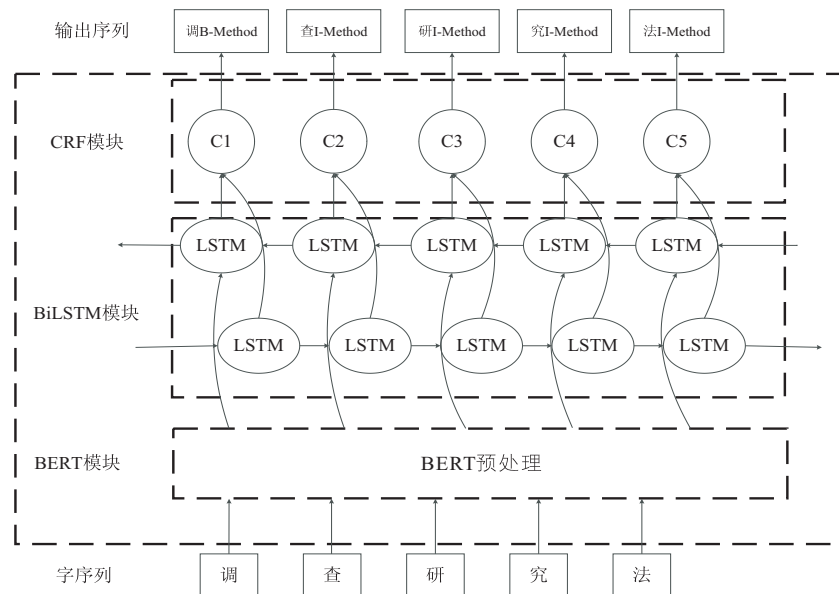 输出序列
调B-Method 查I-Method 研I-Method 究I-Method 法I-Method
CRF模块
C1 C2 C3 C4 C5
LSTM LSTM LSTM LSTM LSTM
BiLSTM模块
LSTM LSTM LSTM LSTM LSTM
BERT模块
BERT预处理
字序列
调 查 研 究 法